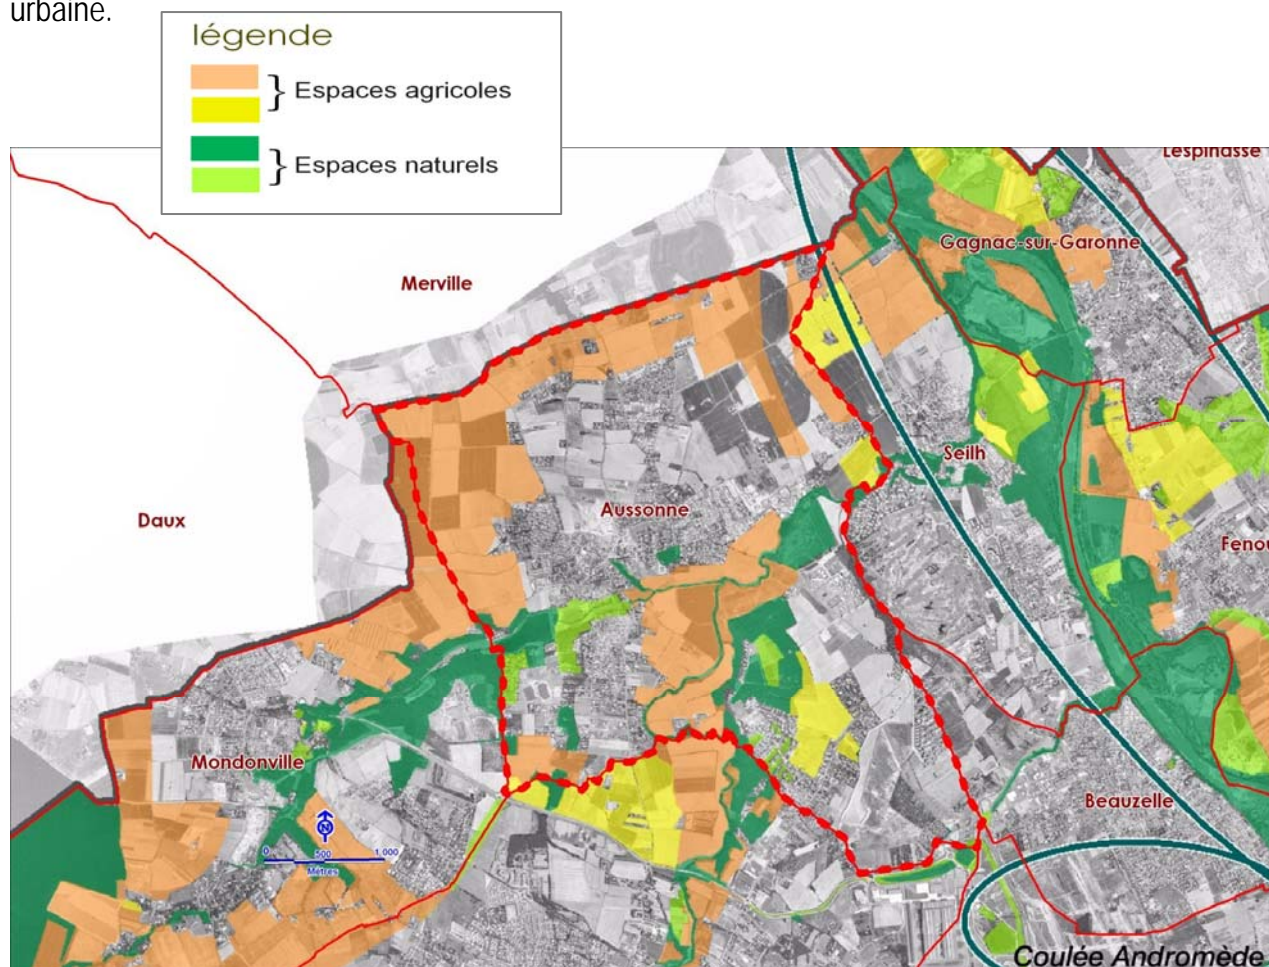 urbaine.
légende
} Espaces agricoles
} Espaces naturels
Lespinasse
Gagnac-sur-Garonne
Merville
Seilh
Aussonne
Daux
Fenou
Mondonville
Beauzelle
N
0 500 1 000
Mètres
Coulée Andromède